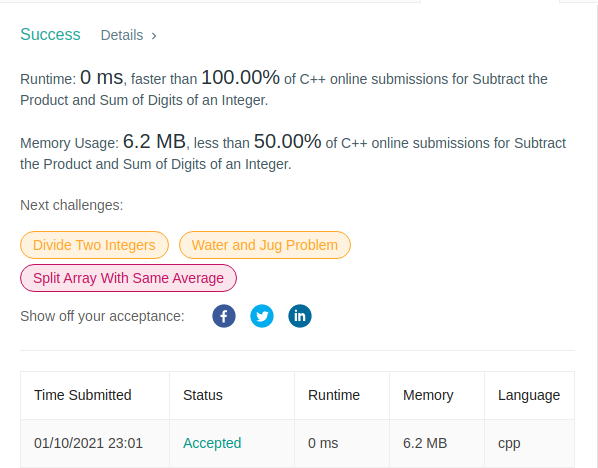 Success Details ›
Runtime: 0 ms, faster than 100.00% of C++ online submissions for Subtract the
Product and Sum of Digits of an Integer.
Memory Usage: 6.2 MB, less than 50.00% of C++ online submissions for Subtract
the Product and Sum of Digits of an Integer.
Next challenges:
Divide Two Integers Water and Jug Problem
Split Array With Same Average
Show off your acceptance: f in
Time Submitted Status Runtime Memory Language
01/10/2021 23:01 Accepted 0 ms 6.2 MB cpp